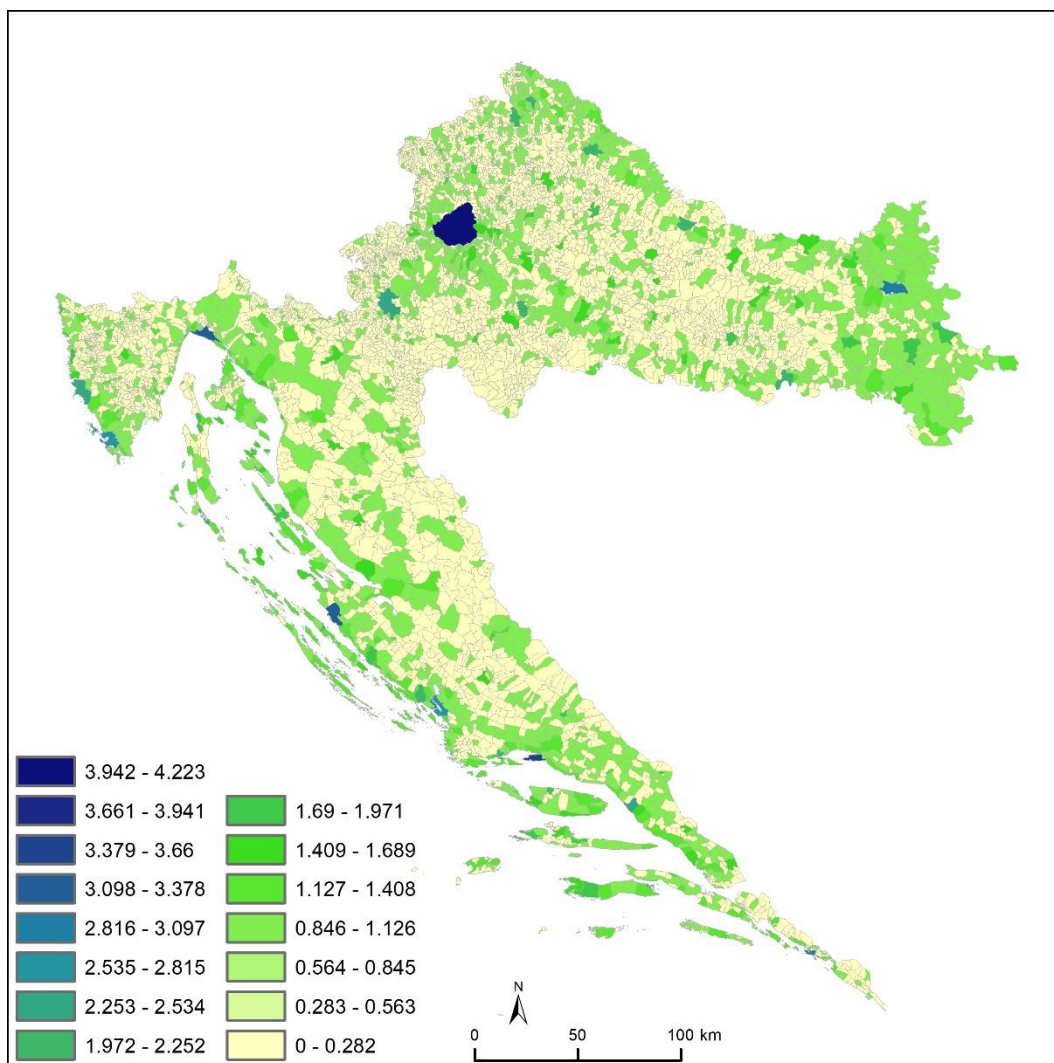 3.942 - 4.223
3.661 - 3.941
3.379 - 3.66
3.098 - 3.378
2.816 - 3.097
2.535 - 2.815
2.253 - 2.534
1.972 - 2.252
1.69 - 1.971
1.409 - 1.689
1.127 - 1.408
0.846 - 1.126
0.564 - 0.845
0.283 - 0.563
0 - 0.282
N
0 50 100 km